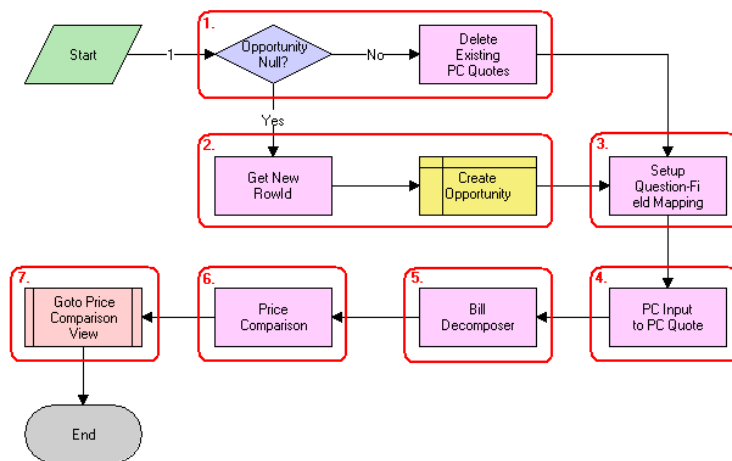 1.
Start
1
Opportunity
Null?
No
Delete
Existing
PC Quotes
Yes
2.
Get New
RowId
Create
Opportunity
3.
Setup
Question-Fi
eld Mapping
7.
Goto Price
Comparison
View
6.
Price
Comparison
5.
Bill
Decomposer
4.
PC Input
to PC Quote
End